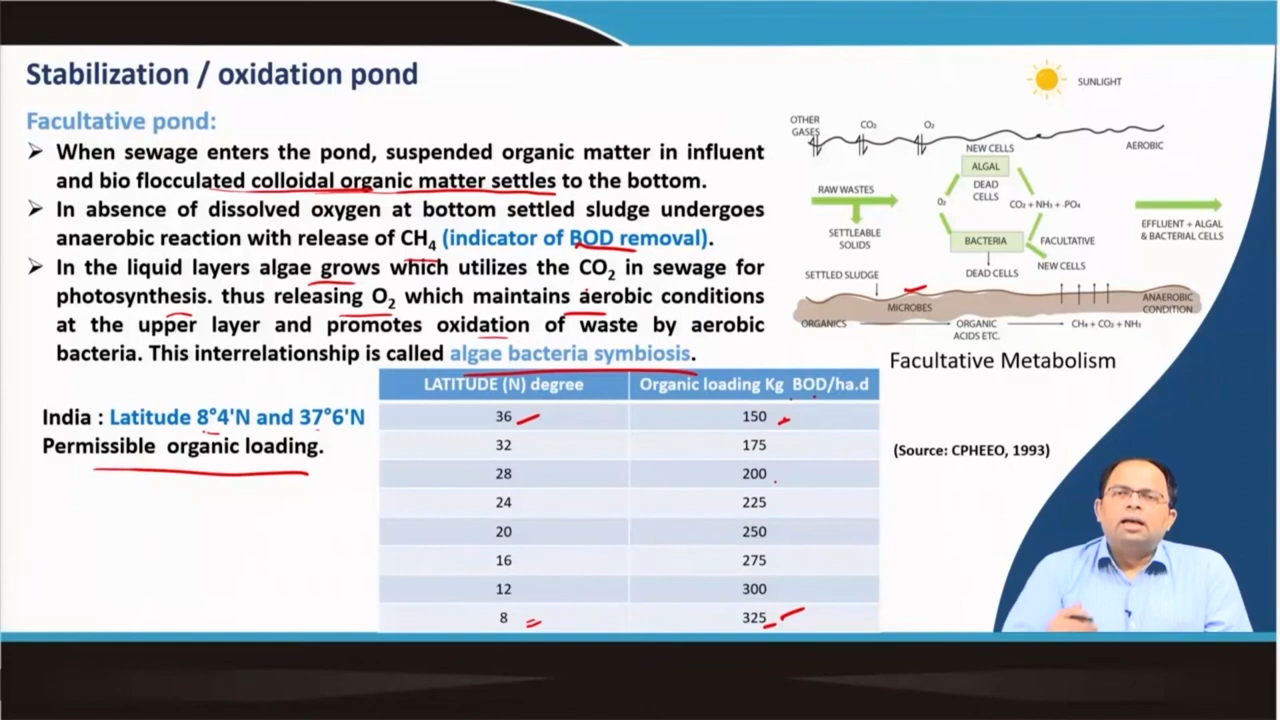 Stabilization / oxidation pond
Facultative pond:
➢ When sewage enters the pond, suspended organic matter in influent
and bio flocculated colloidal organic matter settles to the bottom.
➢ In absence of dissolved oxygen at bottom settled sludge undergoes
anaerobic reaction with release of CH₄ (indicator of BOD removal).
➢ In the liquid layers algae grows which utilizes the CO₂ in sewage for
photosynthesis. thus releasing O₂ which maintains aerobic conditions
at the upper layer and promotes oxidation of waste by aerobic
bacteria. This interrelationship is called algae bacteria symbiosis.
India : Latitude 8°4'N and 37°6'N
Permissible organic loading.
LATITUDE (N) degree Organic loading Kg BOD/ha.d
36 150
32 175
28 200
24 225
20 250
16 275
12 300
8 325
SUNLIGHT
OTHER
GASES
CO₂
O₂
AEROBIC
NEW CELLS
ALGAL
DEAD
CELLS
RAW WASTES
O₂
CO₂ + NH₃ + PO₄
SETTLEABLE
SOLIDS
BACTERIA
FACULTATIVE
EFFLUENT + ALGAL
& BACTERIAL CELLS
NEW CELLS
DEAD CELLS
SETTLED SLUDGE
MICROBES
ANAEROBIC
CONDITION
ORGANICS
ORGANIC
ACIDS ETC.
CH₄ + CO₂ + NH₃
Facultative Metabolism
(Source: CPHEEO, 1993)